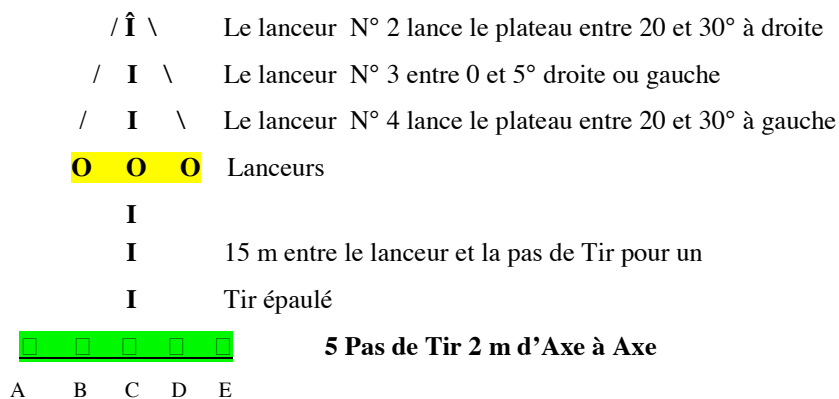 / Î \ Le lanceur N° 2 lance le plateau entre 20 et 30° à droite
/ I \ Le lanceur N° 3 entre 0 et 5° droite ou gauche
/ I \ Le lanceur N° 4 lance le plateau entre 20 et 30° à gauche
O O O Lanceurs
I
I 15 m entre le lanceur et la pas de Tir pour un
I Tir épaulé
□ □ □ □ □ 5 Pas de Tir 2 m d’Axe à Axe
A B C D E